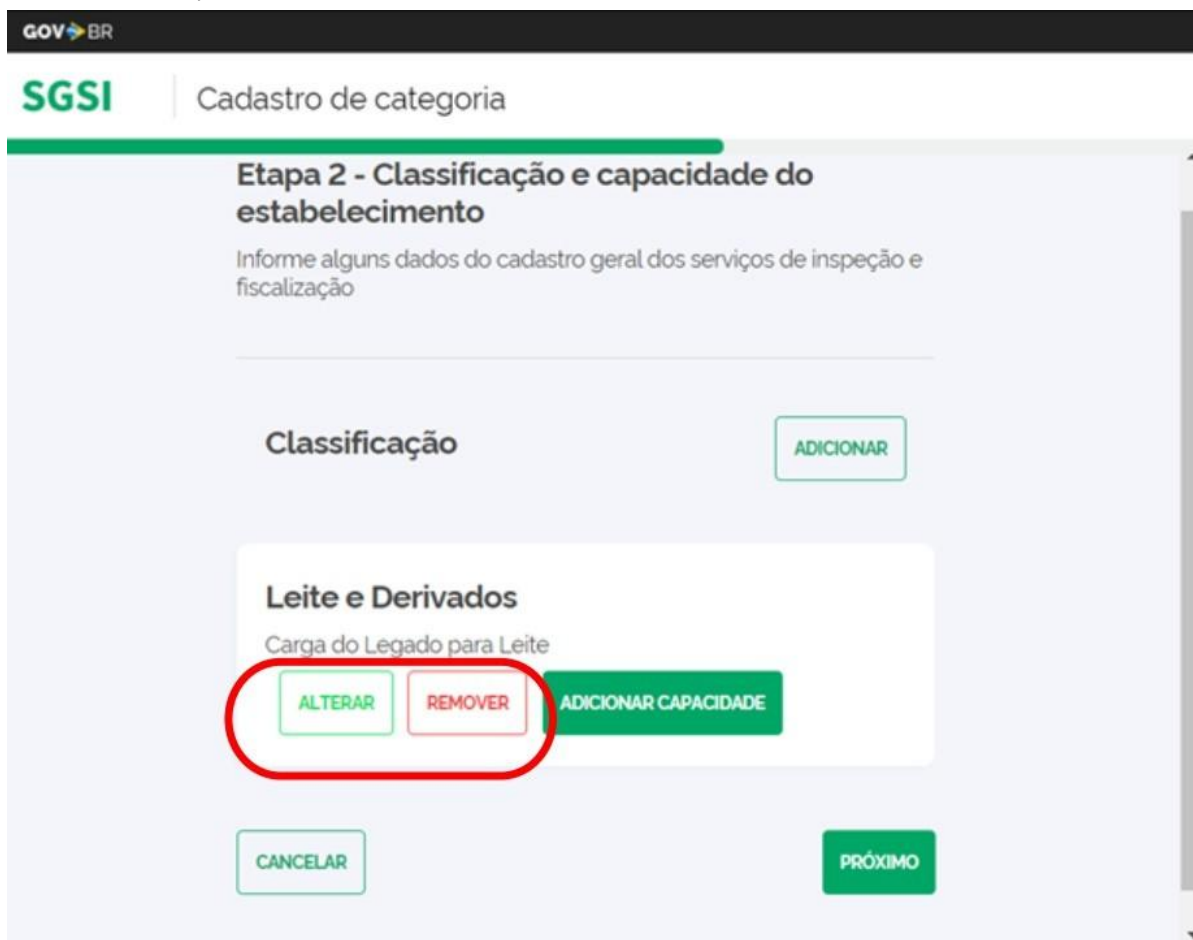 GOV BR
SGSI Cadastro de categoria
Etapa 2 - Classificação e capacidade do
estabelecimento
Informe alguns dados do cadastro geral dos serviços de inspeção e
fiscalização
Classificação ADICIONAR
Leite e Derivados
Carga do Legado para Leite
ALTERAR REMOVER ADICIONAR CAPACIDADE
CANCELAR PRÓXIMO